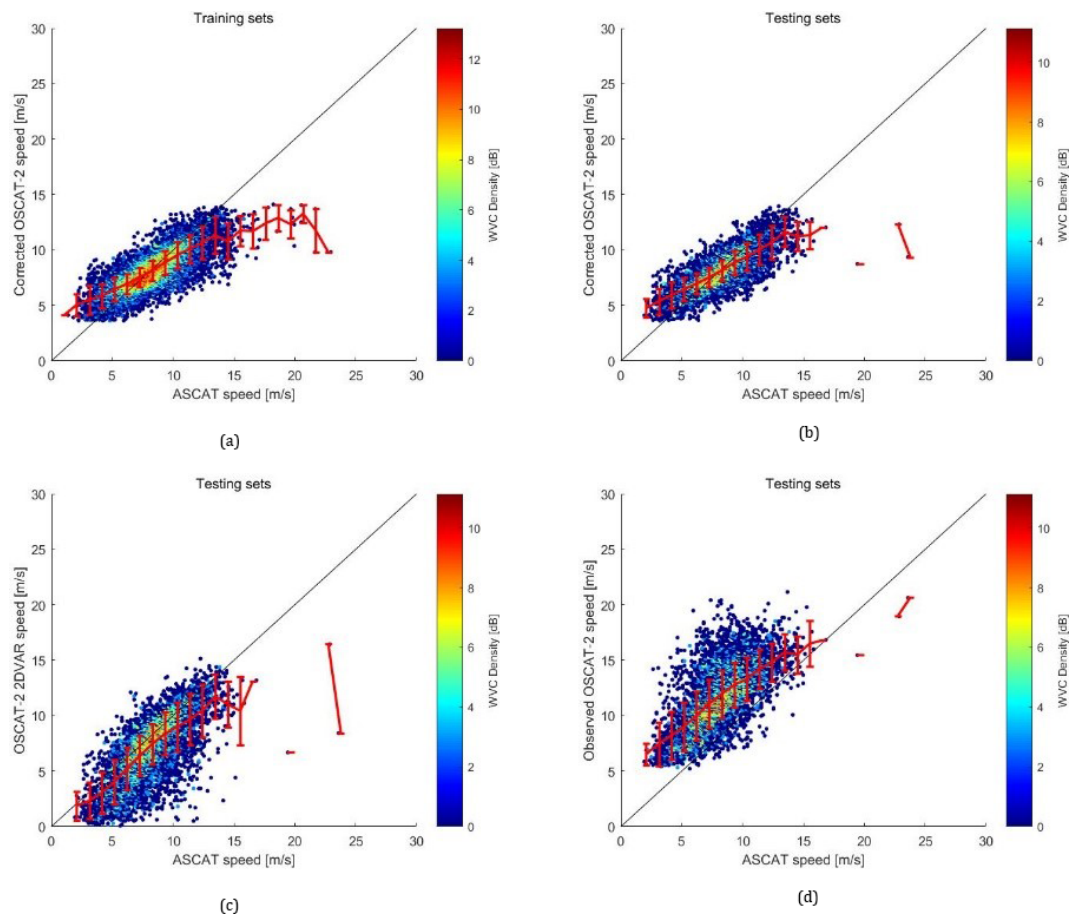 Training sets
30
25
20
15
10
5
0
Corrected OSCAT-2 speed [m/s]
0 5 10 15 20 25 30
ASCAT speed [m/s]
12
10
8
6
4
2
0
WVC Density [dB]
(a)
Testing sets
30
25
20
15
10
5
0
Corrected OSCAT-2 speed [m/s]
0 5 10 15 20 25 30
ASCAT speed [m/s]
10
8
6
4
2
0
WVC Density [dB]
(b)
Testing sets
30
25
20
15
10
5
0
OSCAT-2 2DVAR speed [m/s]
0 5 10 15 20 25 30
ASCAT speed [m/s]
10
8
6
4
2
0
WVC Density [dB]
(c)
Testing sets
30
25
20
15
10
5
0
Observed OSCAT-2 speed [m/s]
0 5 10 15 20 25 30
ASCAT speed [m/s]
10
8
6
4
2
0
WVC Density [dB]
(d)